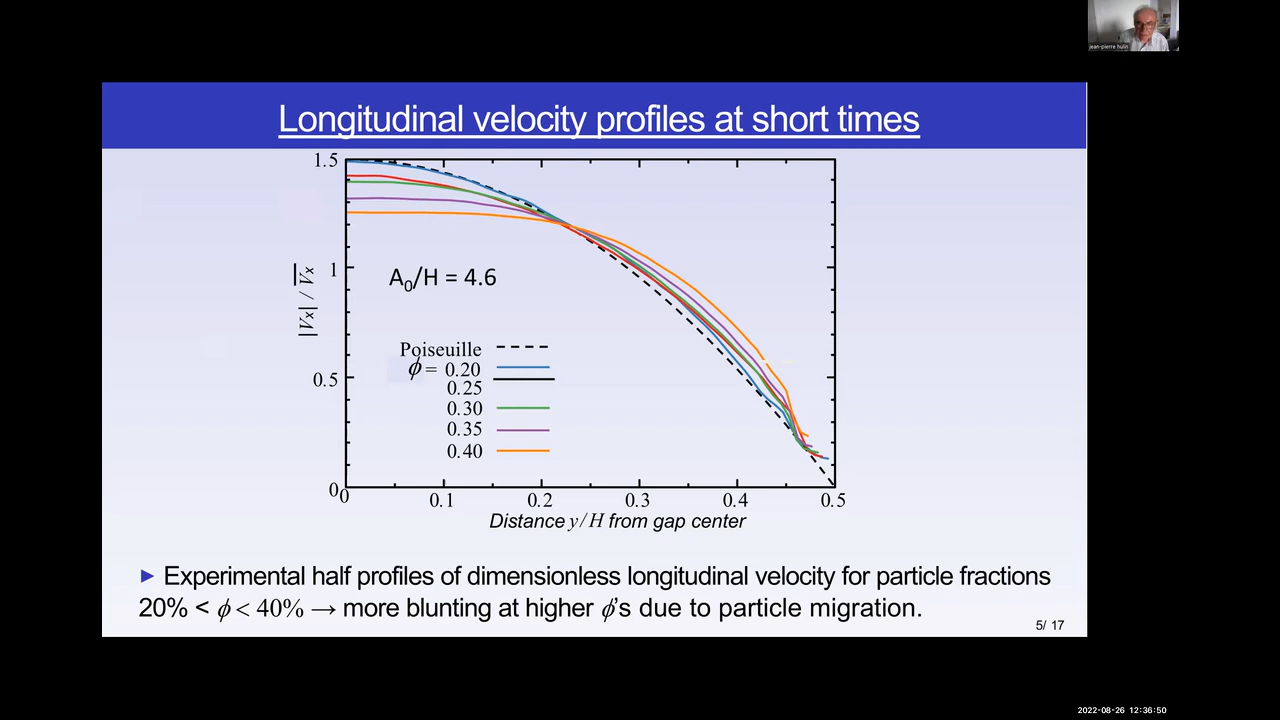 jean-pierre hulin
Longitudinal velocity profiles at short times
1.5
1
0.5
0
|Vx| / Vx
A₀/H = 4.6
Poiseuille
ϕ = 0.20
0.25
0.30
0.35
0.40
0 0.1 0.2 0.3 0.4 0.5
Distance y/H from gap center
► Experimental half profiles of dimensionless longitudinal velocity for particle fractions
20% < ϕ < 40% → more blunting at higher ϕ's due to particle migration.
5/ 17
2022-08-26 12:36:50